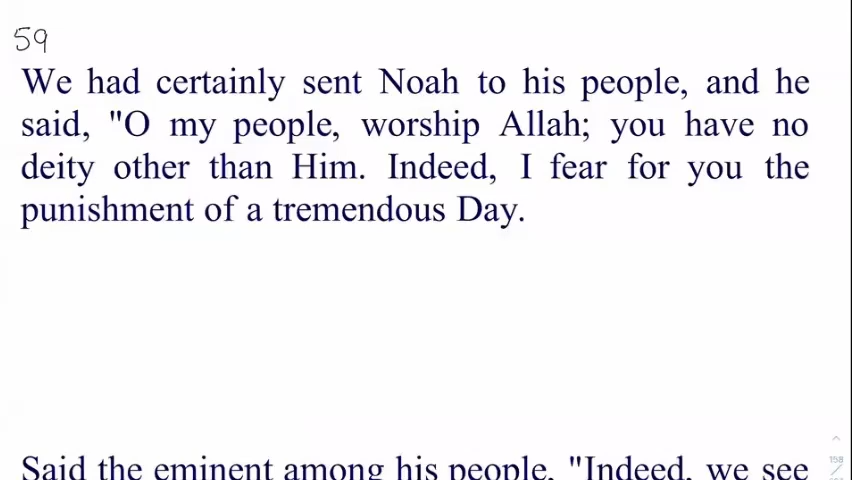 59
We had certainly sent Noah to his people, and he
said, "O my people, worship Allah; you have no
deity other than Him. Indeed, I fear for you the
punishment of a tremendous Day.
Said the eminent among his people, "Indeed, we see
158